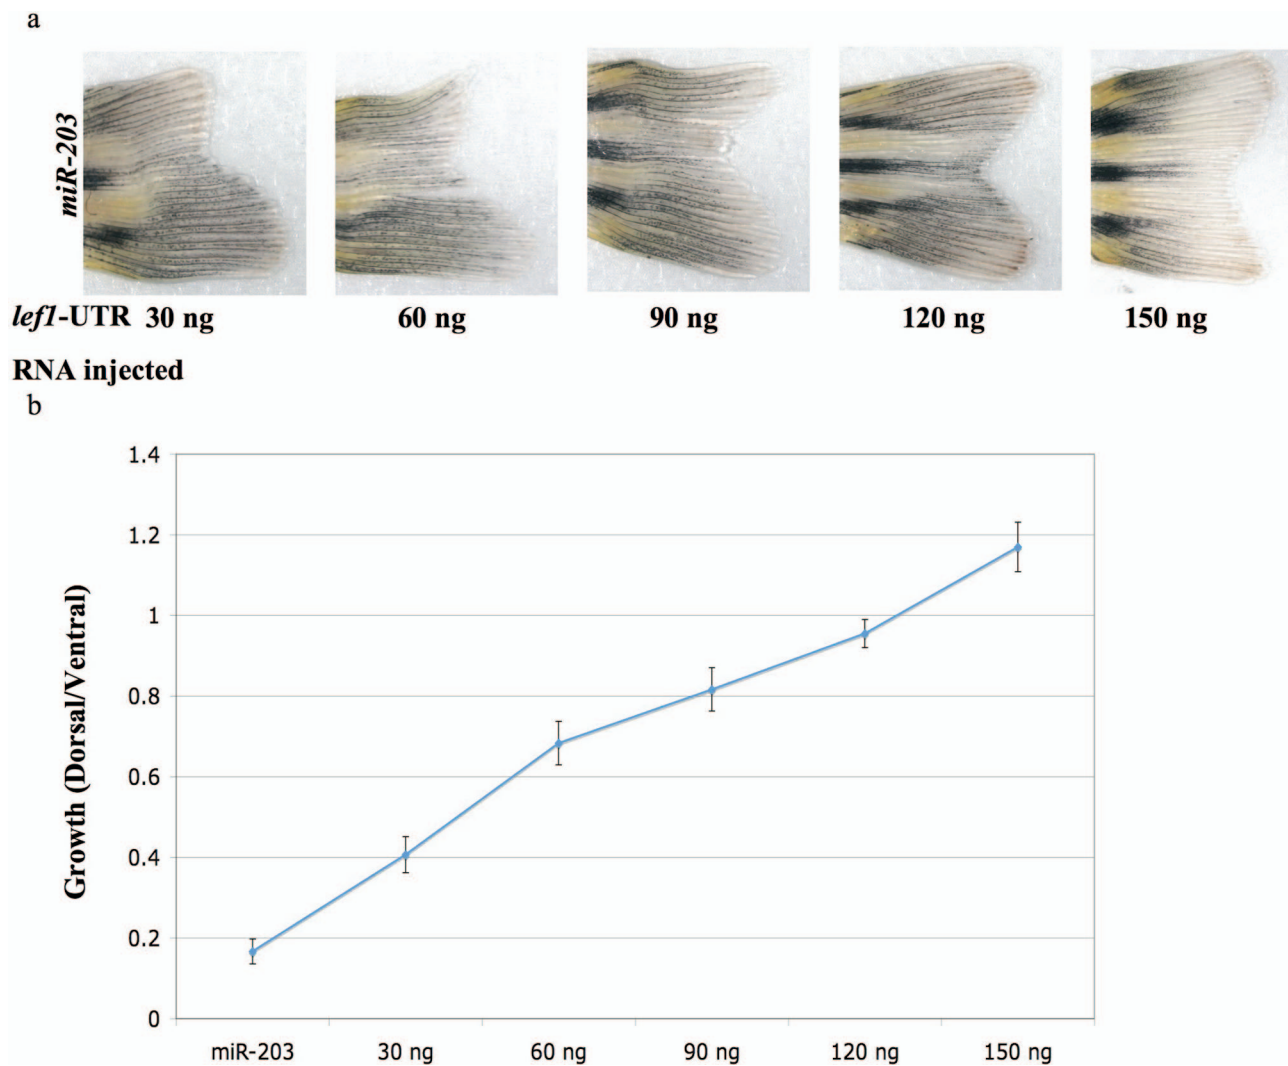 a
miR-203
lef1-UTR 30 ng 60 ng 90 ng 120 ng 150 ng
RNA injected
b
Growth (Dorsal/Ventral)
1.4
1.2
1
0.8
0.6
0.4
0.2
0
miR-203 30 ng 60 ng 90 ng 120 ng 150 ng